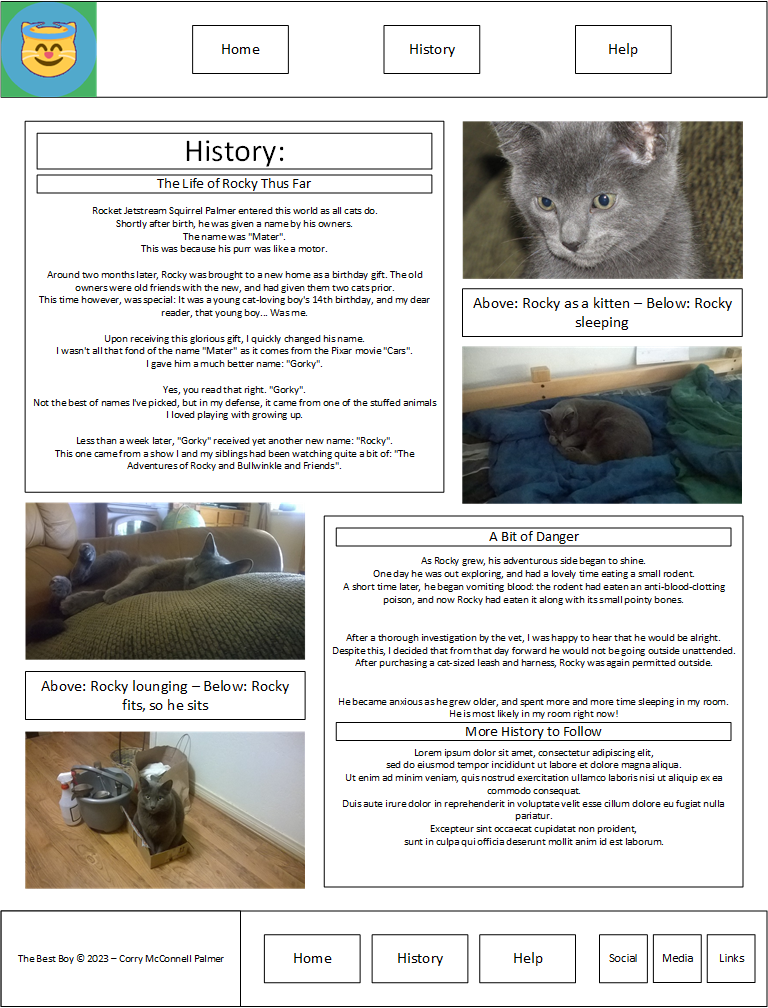 Home
History
Help
History:
The Life of Rocky Thus Far
Rocket Jetstream Squirrel Palmer entered this world as all cats do.
Shortly after birth, he was given a name by his owners.
The name was "Mater".
This was because his purr was like a motor.
Around two months later, Rocky was brought to a new home as a birthday gift. The old
owners were old friends with the new, and had given them two cats prior.
This time however, was special: It was a young cat-loving boy's 14th birthday, and my dear
reader, that young boy... Was me.
Upon receiving this glorious gift, I quickly changed his name.
I wasn't all that fond of the name "Mater" as it comes from the Pixar movie "Cars".
I gave him a much better name: "Gorky".
Yes, you read that right. "Gorky".
Not the best of names I've picked, but in my defense, it came from one of the stuffed animals
I loved playing with growing up.
Less than a week later, "Gorky" received yet another new name: "Rocky".
This one came from a show I and my siblings had been watching quite a bit of: "The
Adventures of Rocky and Bullwinkle and Friends".
Above: Rocky as a kitten – Below: Rocky
sleeping
Above: Rocky lounging – Below: Rocky
fits, so he sits
A Bit of Danger
As Rocky grew, his adventurous side began to shine.
One day he was out exploring, and had a lovely time eating a small rodent.
A short time later, he began vomiting blood: the rodent had eaten an anti-blood-clotting
poison, and now Rocky had eaten it along with its small pointy bones.
After a thorough investigation by the vet, I was happy to hear that he would be alright.
Despite this, I decided that from that day forward he would not be going outside unattended.
After purchasing a cat-sized leash and harness, Rocky was again permitted outside.
He became anxious as he grew older, and spent more and more time sleeping in my room.
He is most likely in my room right now!
More History to Follow
Lorem ipsum dolor sit amet, consectetur adipiscing elit,
sed do eiusmod tempor incididunt ut labore et dolore magna aliqua.
Ut enim ad minim veniam, quis nostrud exercitation ullamco laboris nisi ut aliquip ex ea
commodo consequat.
Duis aute irure dolor in reprehenderit in voluptate velit esse cillum dolore eu fugiat nulla
pariatur.
Excepteur sint occaecat cupidatat non proident,
sunt in culpa qui officia deserunt mollit anim id est laborum.
The Best Boy © 2023 – Corry McConnell Palmer
Home
History
Help
Social
Media
Links